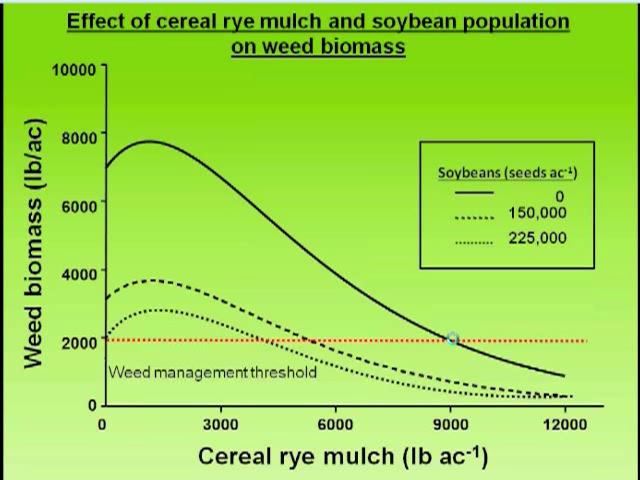 Effect of cereal rye mulch and soybean population
on weed biomass
10000
8000
6000
4000
2000
0
Weed biomass (lb/ac)
Soybeans (seeds ac⁻¹)
0
150,000
225,000
Weed management threshold
0 3000 6000 9000 12000
Cereal rye mulch (lb ac⁻¹)